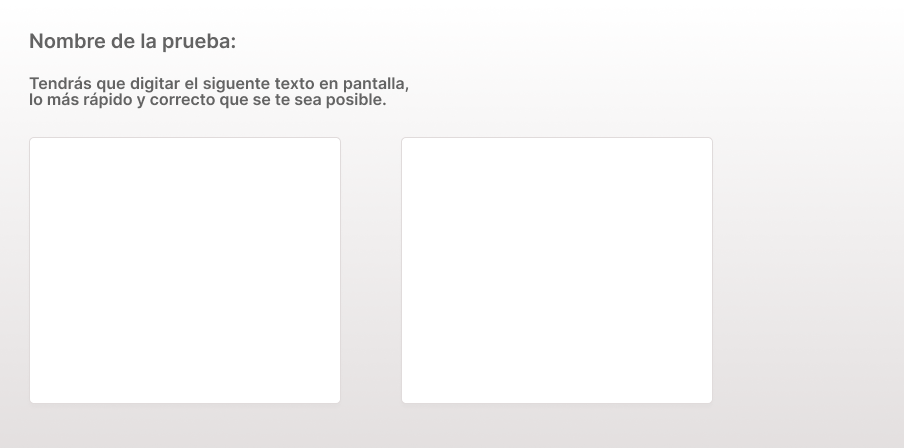 Nombre de la prueba:
Tendrás que digitar el siguente texto en pantalla,
lo más rápido y correcto que se te sea posible.